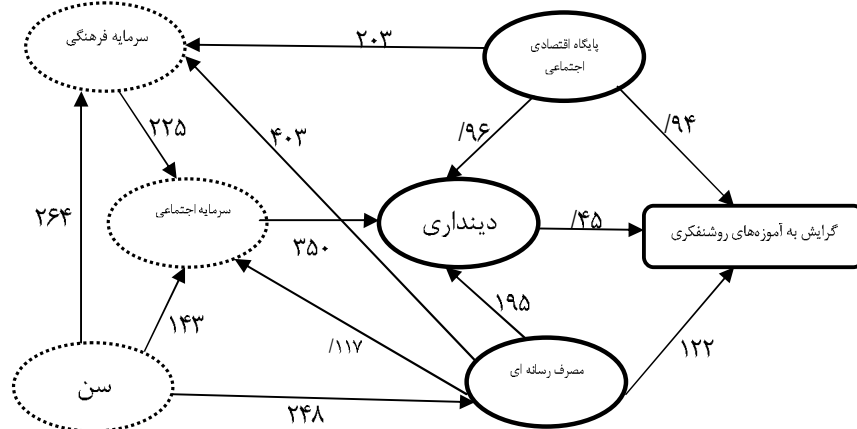 سرمایه فرهنگی
۲۰۳
پایگاه اقتصادی
اجتماعی
۲۲۵
۴۰۳
/۹۶
/۹۴
۲۶۴
سرمایه اجتماعی
۳۵۰
دینداری
/۴۵
گرایش به آموزه‌های روشنفکری
۱۴۳
/۱۱۷
۱۹۵
۱۲۲
سن
۲۴۸
مصرف رسانه ای